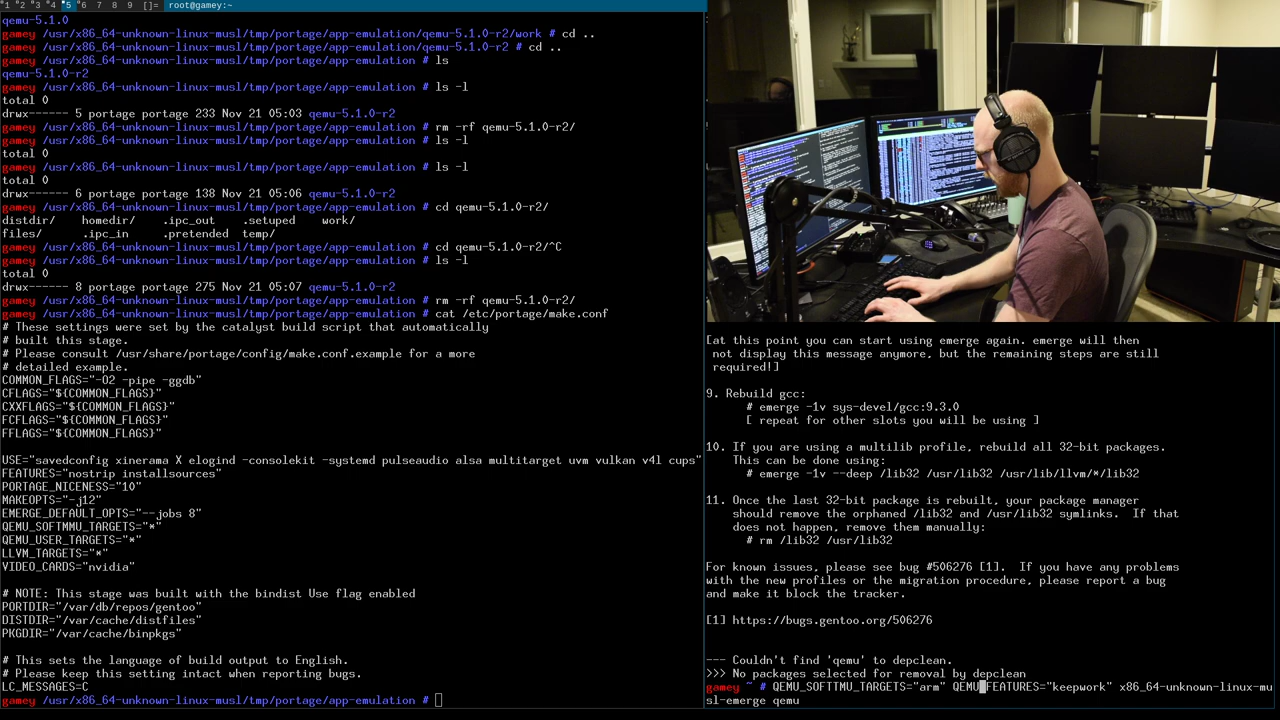 1 2 3 4 5 6 7 8 9 []= root@gamey:~
qemu-5.1.0
gamey /usr/x86_64-unknown-linux-musl/tmp/portage/app-emulation/qemu-5.1.0-r2/work # cd ..
gamey /usr/x86_64-unknown-linux-musl/tmp/portage/app-emulation/qemu-5.1.0-r2 # cd ..
gamey /usr/x86_64-unknown-linux-musl/tmp/portage/app-emulation # ls
qemu-5.1.0-r2
gamey /usr/x86_64-unknown-linux-musl/tmp/portage/app-emulation # ls -l
total 0
drwx------ 5 portage portage 233 Nov 21 05:03 qemu-5.1.0-r2
gamey /usr/x86_64-unknown-linux-musl/tmp/portage/app-emulation # rm -rf qemu-5.1.0-r2/
gamey /usr/x86_64-unknown-linux-musl/tmp/portage/app-emulation # ls -l
total 0
gamey /usr/x86_64-unknown-linux-musl/tmp/portage/app-emulation # ls -l
total 0
drwx------ 6 portage portage 138 Nov 21 05:06 qemu-5.1.0-r2
gamey /usr/x86_64-unknown-linux-musl/tmp/portage/app-emulation # cd qemu-5.1.0-r2/
distdir/ homedir/ .ipc_out .setuped work/
files/ .ipc_in .pretended temp/
gamey /usr/x86_64-unknown-linux-musl/tmp/portage/app-emulation # cd qemu-5.1.0-r2/^C
gamey /usr/x86_64-unknown-linux-musl/tmp/portage/app-emulation # ls -l
total 0
drwx------ 8 portage portage 275 Nov 21 05:07 qemu-5.1.0-r2
gamey /usr/x86_64-unknown-linux-musl/tmp/portage/app-emulation # rm -rf qemu-5.1.0-r2/
gamey /usr/x86_64-unknown-linux-musl/tmp/portage/app-emulation # cat /etc/portage/make.conf
# These settings were set by the catalyst build script that automatically
# built this stage.
# Please consult /usr/share/portage/config/make.conf.example for a more
# detailed example.
COMMON_FLAGS="-O2 -pipe -ggdb"
CFLAGS="${COMMON_FLAGS}"
CXXFLAGS="${COMMON_FLAGS}"
FCFLAGS="${COMMON_FLAGS}"
FFLAGS="${COMMON_FLAGS}"
USE="savedconfig xinerama X elogind -consolekit -systemd pulseaudio alsa multitarget uvm vulkan v4l cups"
FEATURES="nostrip installsources"
PORTAGE_NICENESS="10"
MAKEOPTS="-j12"
EMERGE_DEFAULT_OPTS="--jobs 8"
QEMU_SOFTMMU_TARGETS="*"
QEMU_USER_TARGETS="*"
LLVM_TARGETS="*"
VIDEO_CARDS="nvidia"
# NOTE: This stage was built with the bindist Use flag enabled
PORTDIR="/var/db/repos/gentoo"
DISTDIR="/var/cache/distfiles"
PKGDIR="/var/cache/binpkgs"
# This sets the language of build output to English.
# Please keep this setting intact when reporting bugs.
LC_MESSAGES=C
gamey /usr/x86_64-unknown-linux-musl/tmp/portage/app-emulation #
[at this point you can start using emerge again. emerge will then
not display this message anymore, but the remaining steps are still
required!]
9. Rebuild gcc:
# emerge -1v sys-devel/gcc:9.3.0
[ repeat for other slots you will be using ]
10. If you are using a multilib profile, rebuild all 32-bit packages.
This can be done using:
# emerge -1v --deep /lib32 /usr/lib32 /usr/lib/llvm/*/lib32
11. Once the last 32-bit package is rebuilt, your package manager
should remove the orphaned /lib32 and /usr/lib32 symlinks. If that
does not happen, remove them manually:
# rm /lib32 /usr/lib32
For known issues, please see bug #506276 [1]. If you have any problems
with the new profiles or the migration procedure, please report a bug
and make it block the tracker.
[1] https://bugs.gentoo.org/506276
--- Couldn't find 'qemu' to depclean.
>>> No packages selected for removal by depclean
gamey ~ # QEMU_SOFTTMU_TARGETS="arm" QEMU FEATURES="keepwork" x86_64-unknown-linux-mu
sl-emerge qemu